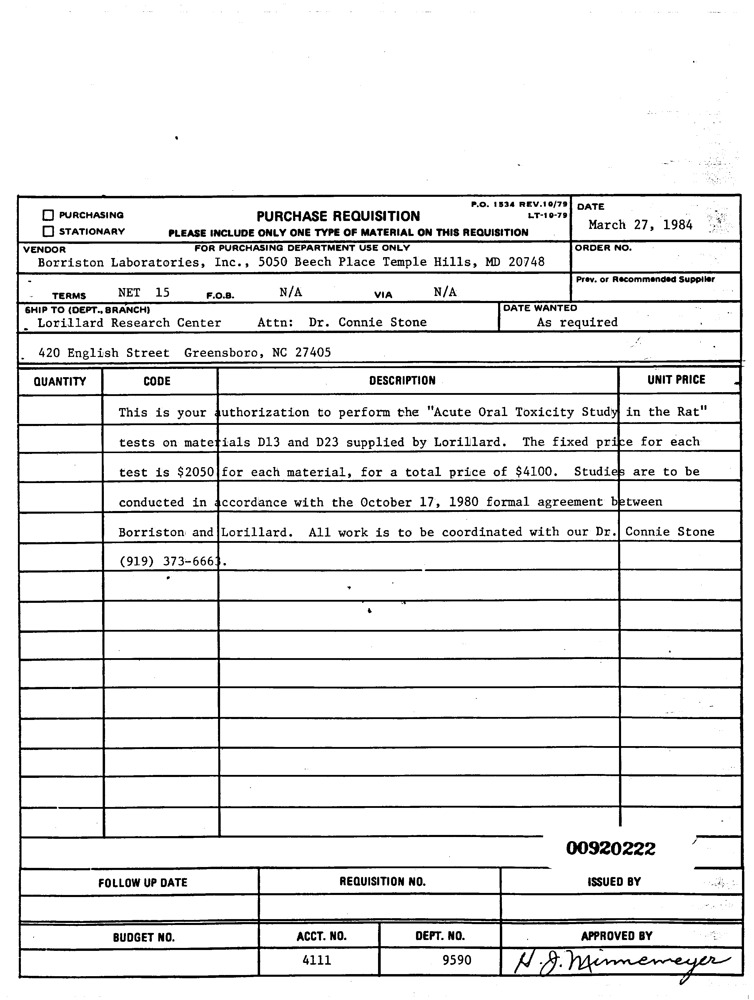 P.O. 1534 REV.10/79
LT-10-79
☐ PURCHASING
PURCHASE REQUISITION
☐ STATIONARY
PLEASE INCLUDE ONLY ONE TYPE OF MATERIAL ON THIS REQUISITION
DATE
March 27, 1984
VENDOR
FOR PURCHASING DEPARTMENT USE ONLY
Borriston Laboratories, Inc., 5050 Beech Place Temple Hills, MD 20748
ORDER NO.
TERMS NET 15 F.O.B. N/A VIA N/A
Prev. or Recommended Supplier
SHIP TO (DEPT., BRANCH)
Lorillard Research Center Attn: Dr. Connie Stone
DATE WANTED
As required
420 English Street Greensboro, NC 27405
QUANTITY CODE DESCRIPTION UNIT PRICE
This is your authorization to perform the "Acute Oral Toxicity Study in the Rat"
tests on materials D13 and D23 supplied by Lorillard. The fixed price for each
test is $2050 for each material, for a total price of $4100. Studies are to be
conducted in accordance with the October 17, 1980 formal agreement between
Borriston and Lorillard. All work is to be coordinated with our Dr. Connie Stone
(919) 373-6663.
00920222
FOLLOW UP DATE REQUISITION NO. ISSUED BY
BUDGET NO. ACCT. NO. DEPT. NO. APPROVED BY
4111 9590 H. J. Minnemeyer